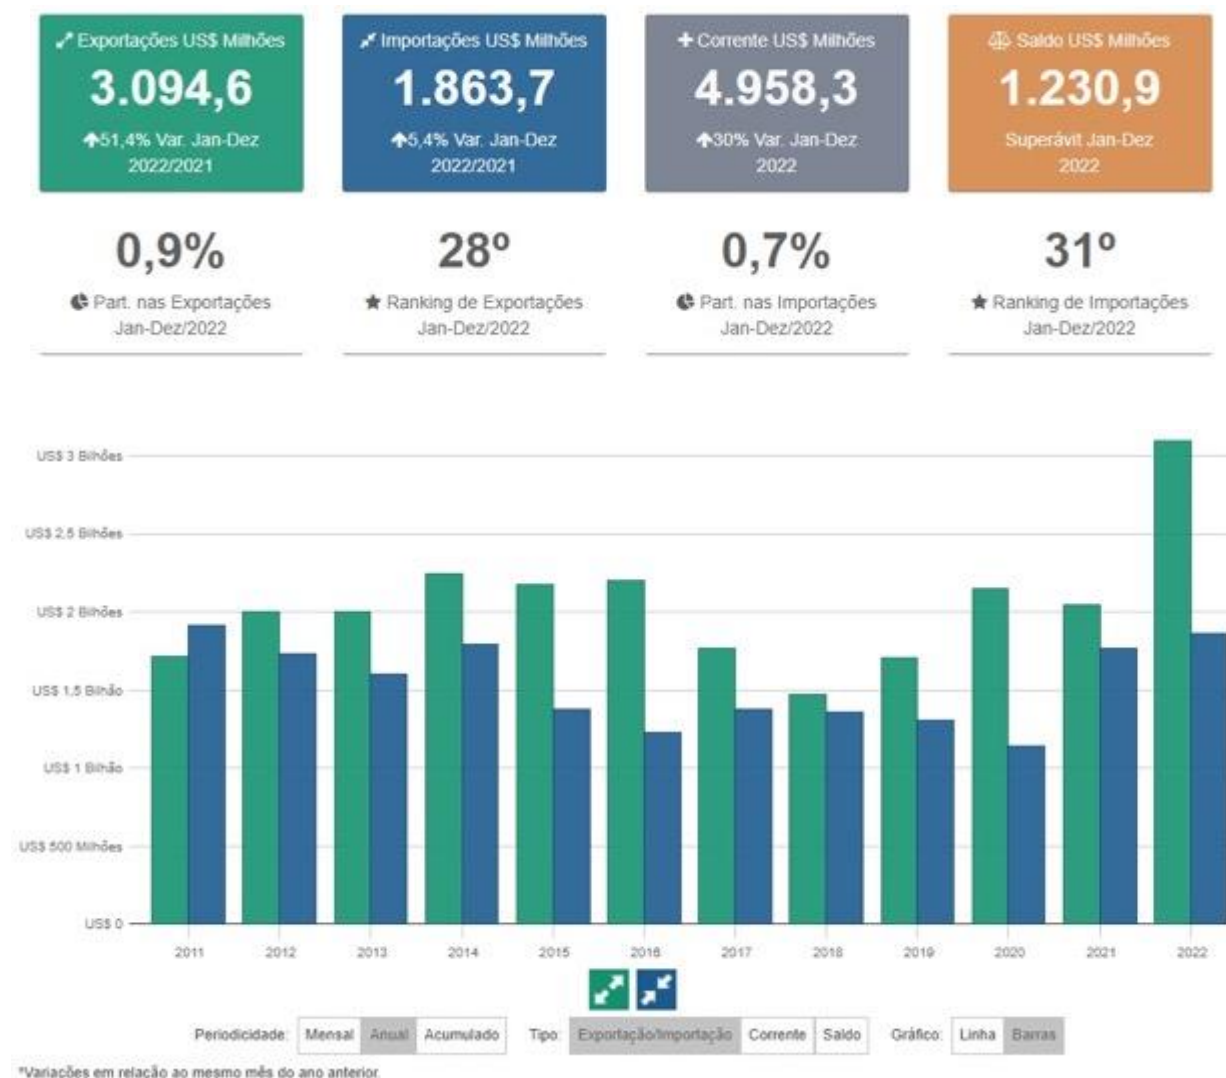 Exportações US$ Milhões
3.094,6
51,4% Var. Jan-Dez
2022/2021
Importações US$ Milhões
1.863,7
5,4% Var. Jan-Dez
2022/2021
Corrente US$ Milhões
4.958,3
30% Var. Jan-Dez
2022
Saldo US$ Milhões
1.230,9
Superávit Jan-Dez
2022
0,9%
Part. nas Exportações
Jan-Dez/2022
28º
Ranking de Exportações
Jan-Dez/2022
0,7%
Part. nas Importações
Jan-Dez/2022
31º
Ranking de Importações
Jan-Dez/2022
US$ 3 Bilhões
US$ 2,5 Bilhões
US$ 2 Bilhões
US$ 1,5 Bilhão
US$ 1 Bilhão
US$ 500 Milhões
US$ 0
2011 2012 2013 2014 2015 2016 2017 2018 2019 2020 2021 2022
Periodicidade: Mensal Anual Acumulado Tipo: Exportação/Importação Corrente Saldo Gráfico: Linha Barras
*Variações em relação ao mesmo mês do ano anterior.